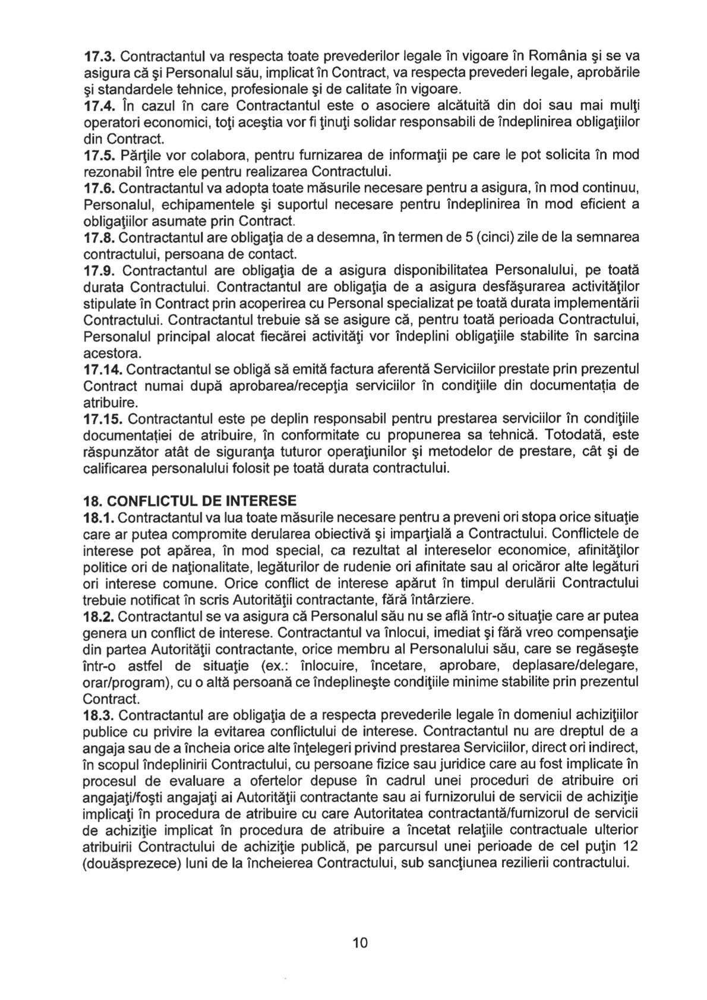 17.3. Contractantul va respecta toate prevederilor legale în vigoare în România şi se va
asigura că şi Personalul său, implicat în Contract, va respecta prevederi legale, aprobările
şi standardele tehnice, profesionale şi de calitate în vigoare.
17.4. În cazul în care Contractantul este o asociere alcătuită din doi sau mai mulţi
operatori economici, toţi aceştia vor fi ţinuţi solidar responsabili de îndeplinirea obligaţiilor
din Contract.
17.5. Părţile vor colabora, pentru furnizarea de informaţii pe care le pot solicita în mod
rezonabil între ele pentru realizarea Contractului.
17.6. Contractantul va adopta toate măsurile necesare pentru a asigura, în mod continuu,
Personalul, echipamentele şi suportul necesare pentru îndeplinirea în mod eficient a
obligaţiilor asumate prin Contract.
17.8. Contractantul are obligaţia de a desemna, în termen de 5 (cinci) zile de la semnarea
contractului, persoana de contact.
17.9. Contractantul are obligaţia de a asigura disponibilitatea Personalului, pe toată
durata Contractului. Contractantul are obligaţia de a asigura desfăşurarea activităţilor
stipulate în Contract prin acoperirea cu Personal specializat pe toată durata implementării
Contractului. Contractantul trebuie să se asigure că, pentru toată perioada Contractului,
Personalul principal alocat fiecărei activităţi vor îndeplini obligaţiile stabilite în sarcina
acestora.
17.14. Contractantul se obligă să emită factura aferentă Serviciilor prestate prin prezentul
Contract numai după aprobarea/recepţia serviciilor în condiţiile din documentația de
atribuire.
17.15. Contractantul este pe deplin responsabil pentru prestarea serviciilor în condiţiile
documentației de atribuire, în conformitate cu propunerea sa tehnică. Totodată, este
răspunzător atât de siguranţa tuturor operaţiunilor şi metodelor de prestare, cât şi de
calificarea personalului folosit pe toată durata contractului.
18. CONFLICTUL DE INTERESE
18.1. Contractantul va lua toate măsurile necesare pentru a preveni ori stopa orice situaţie
care ar putea compromite derularea obiectivă şi imparţială a Contractului. Conflictele de
interese pot apărea, în mod special, ca rezultat al intereselor economice, afinităţilor
politice ori de naţionalitate, legăturilor de rudenie ori afinitate sau al oricăror alte legături
ori interese comune. Orice conflict de interese apărut în timpul derulării Contractului
trebuie notificat în scris Autorităţii contractante, fără întârziere.
18.2. Contractantul se va asigura că Personalul său nu se află într-o situaţie care ar putea
genera un conflict de interese. Contractantul va înlocui, imediat şi fără vreo compensaţie
din partea Autorităţii contractante, orice membru al Personalului său, care se regăseşte
într-o astfel de situaţie (ex.: înlocuire, încetare, aprobare, deplasare/delegare,
orar/program), cu o altă persoană ce îndeplineşte condiţiile minime stabilite prin prezentul
Contract.
18.3. Contractantul are obligaţia de a respecta prevederile legale în domeniul achiziţiilor
publice cu privire la evitarea conflictului de interese. Contractantul nu are dreptul de a
angaja sau de a încheia orice alte înţelegeri privind prestarea Serviciilor, direct ori indirect,
în scopul îndeplinirii Contractului, cu persoane fizice sau juridice care au fost implicate în
procesul de evaluare a ofertelor depuse în cadrul unei proceduri de atribuire ori
angajaţi/foşti angajaţi ai Autorităţii contractante sau ai furnizorului de servicii de achiziţie
implicaţi în procedura de atribuire cu care Autoritatea contractantă/furnizorul de servicii
de achiziţie implicat în procedura de atribuire a încetat relaţiile contractuale ulterior
atribuirii Contractului de achiziţie publică, pe parcursul unei perioade de cel puţin 12
(douăsprezece) luni de la încheierea Contractului, sub sancţiunea rezilierii contractului.
10